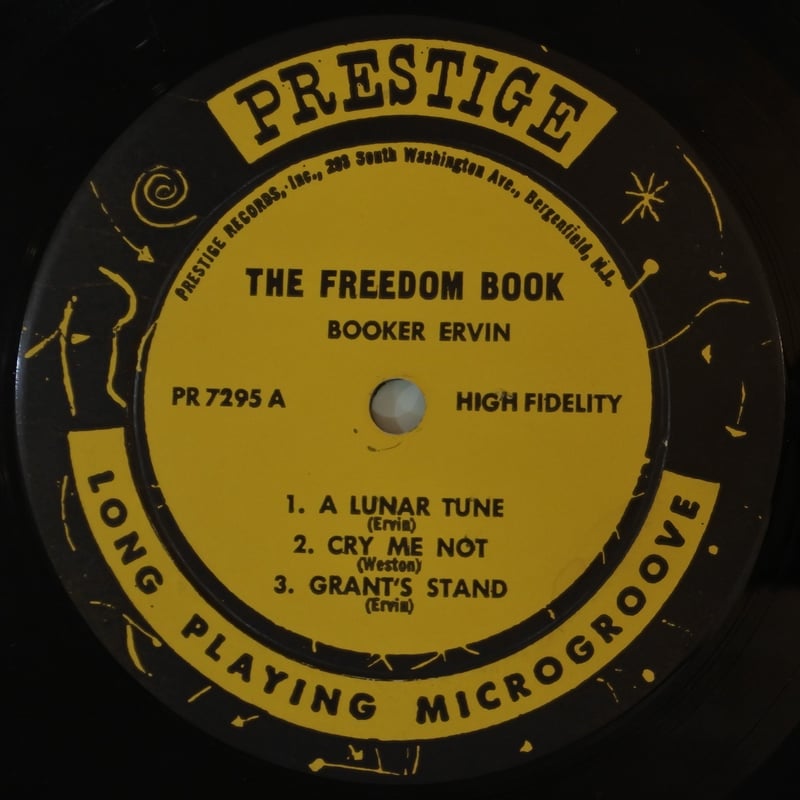 PRESTIGE
PRESTIGE RECORDS, Inc., 203 South Washington Ave., Bergenfield, N.J.
THE FREEDOM BOOK
BOOKER ERVIN
PR 7295 A
HIGH FIDELITY
1. A LUNAR TUNE
(Ervin)
2. CRY ME NOT
(Weston)
3. GRANT'S STAND
(Ervin)
LONG PLAYING MICROGROOVE